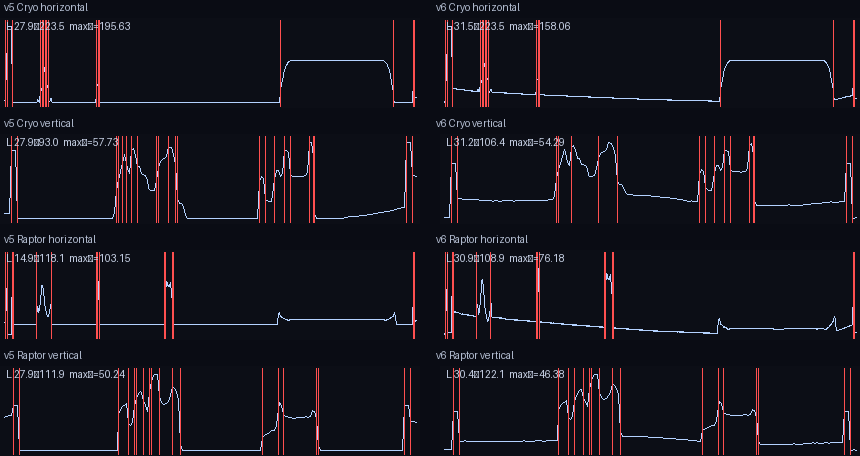 v5 Cryo horizontal
27.9▯223.5 max▯=195.63
v6 Cryo horizontal
31.5▯223.5 max▯=158.06
v5 Cryo vertical
L 27.9▯93.0 max▯=57.73
v6 Cryo vertical
L 31.2▯106.4 max▯=54.29
v5 Raptor horizontal
14.9▯118.1 max▯=103.15
v6 Raptor horizontal
L 30.9▯108.9 max▯=76.18
v5 Raptor vertical
L 27.9▯111.9 max▯=50.24
v6 Raptor vertical
L 30.4▯122.1 max▯=46.38